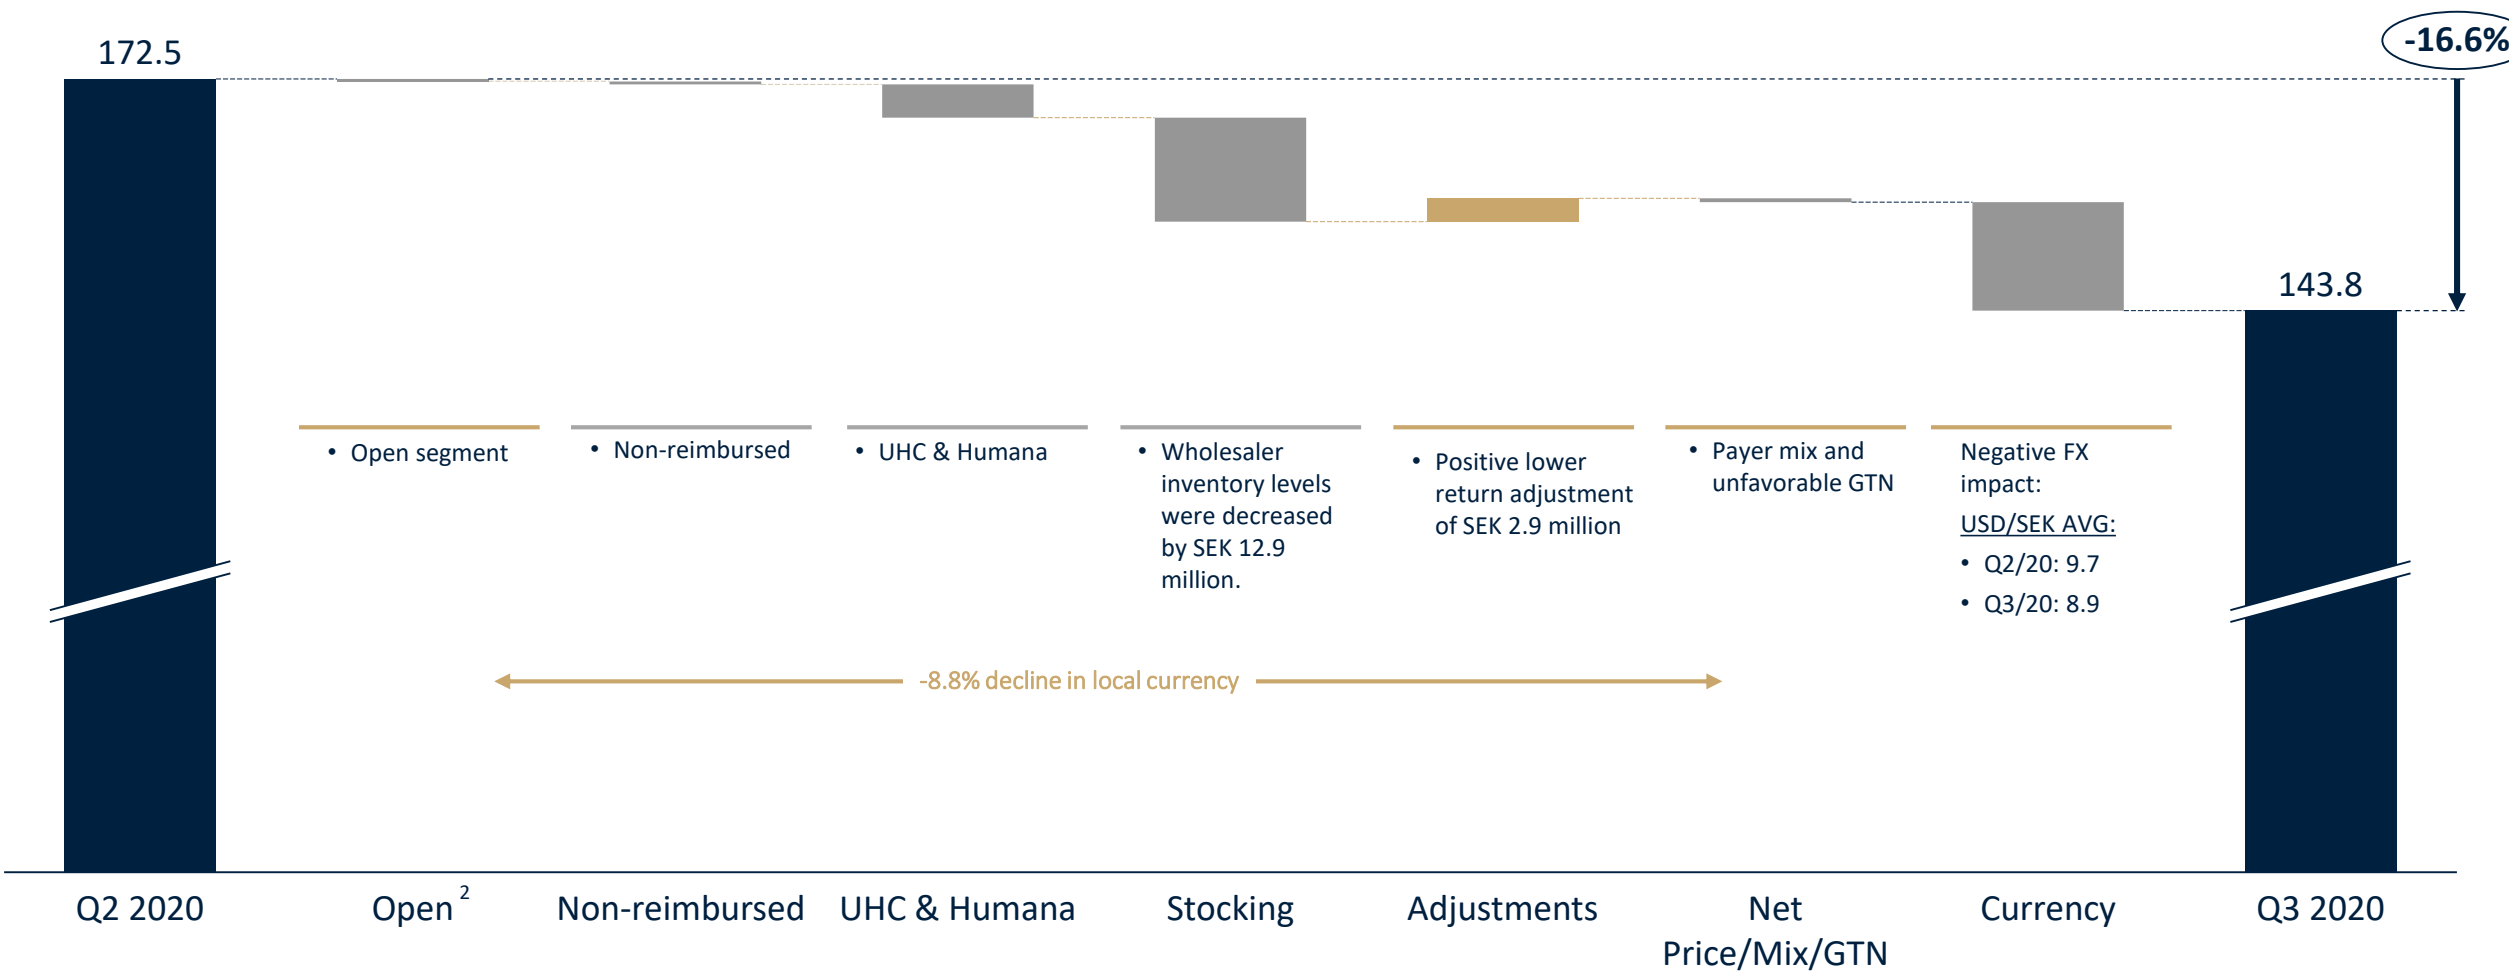 -16.6%
172.5
143.8
• Open segment
• Non-reimbursed
• UHC & Humana
• Wholesaler
inventory levels
were decreased
by SEK 12.9
million.
• Positive lower
return adjustment
of SEK 2.9 million
• Payer mix and
unfavorable GTN
Negative FX
impact:
USD/SEK AVG:
• Q2/20: 9.7
• Q3/20: 8.9
-8.8% decline in local currency
Q2 2020
Open 2
Non-reimbursed
UHC & Humana
Stocking
Adjustments
Net
Price/Mix/GTN
Currency
Q3 2020